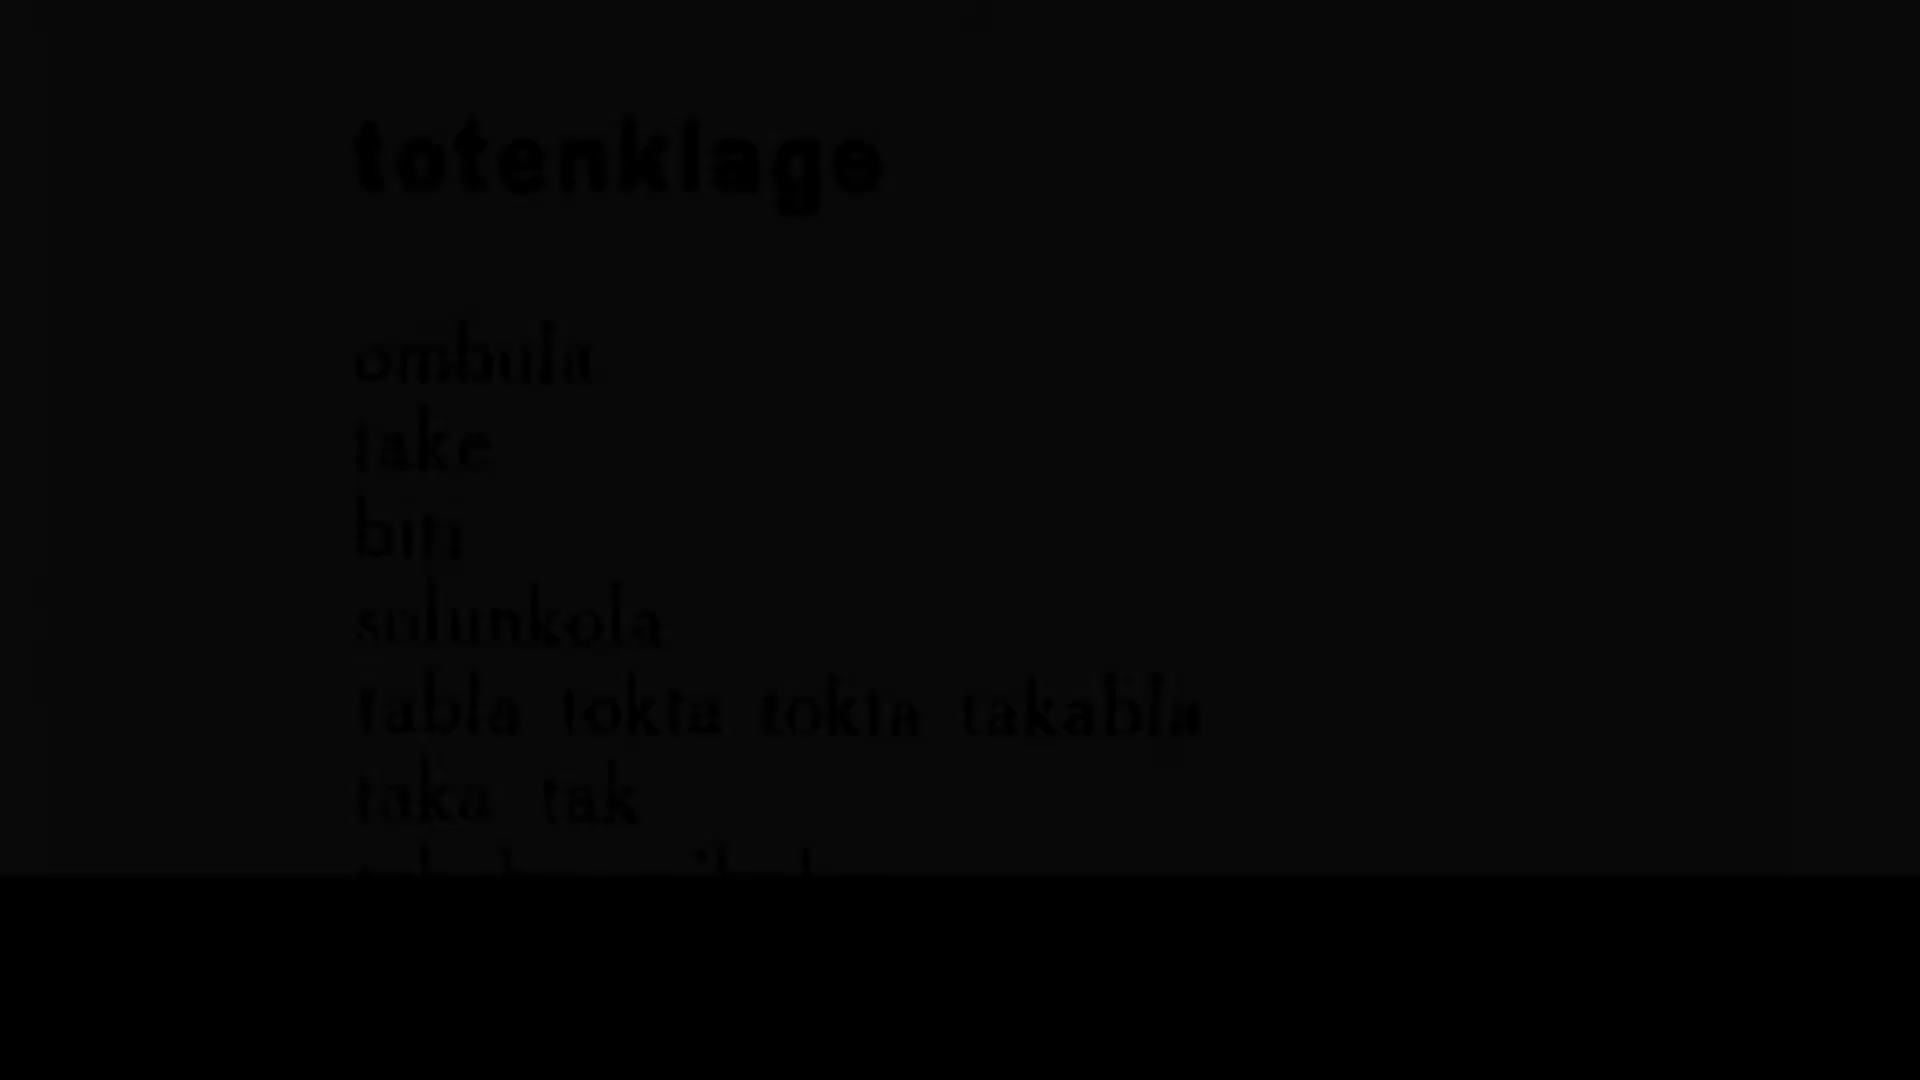 totenklage
ombula
take
biti
solunkola
tabla tokta tokta takabla
taka tak